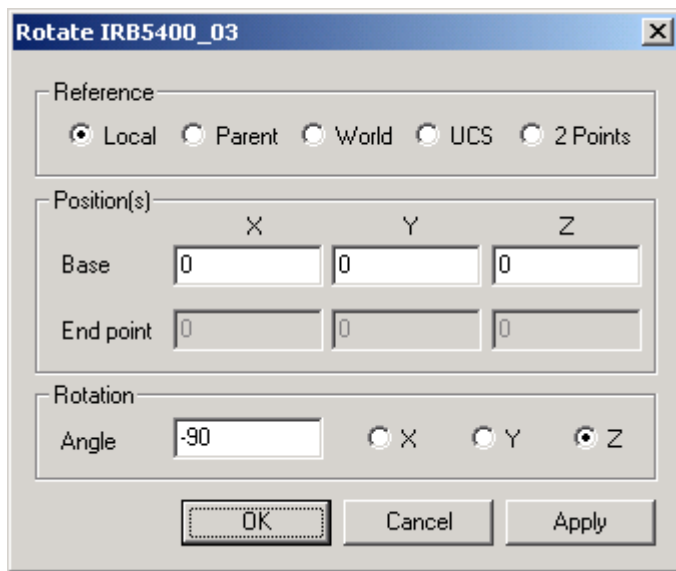 Rotate IRB5400_03
Reference
Local Parent World UCS 2 Points
Position(s)
X Y Z
Base 0 0 0
End point 0 0 0
Rotation
Angle -90 X Y Z
OK Cancel Apply